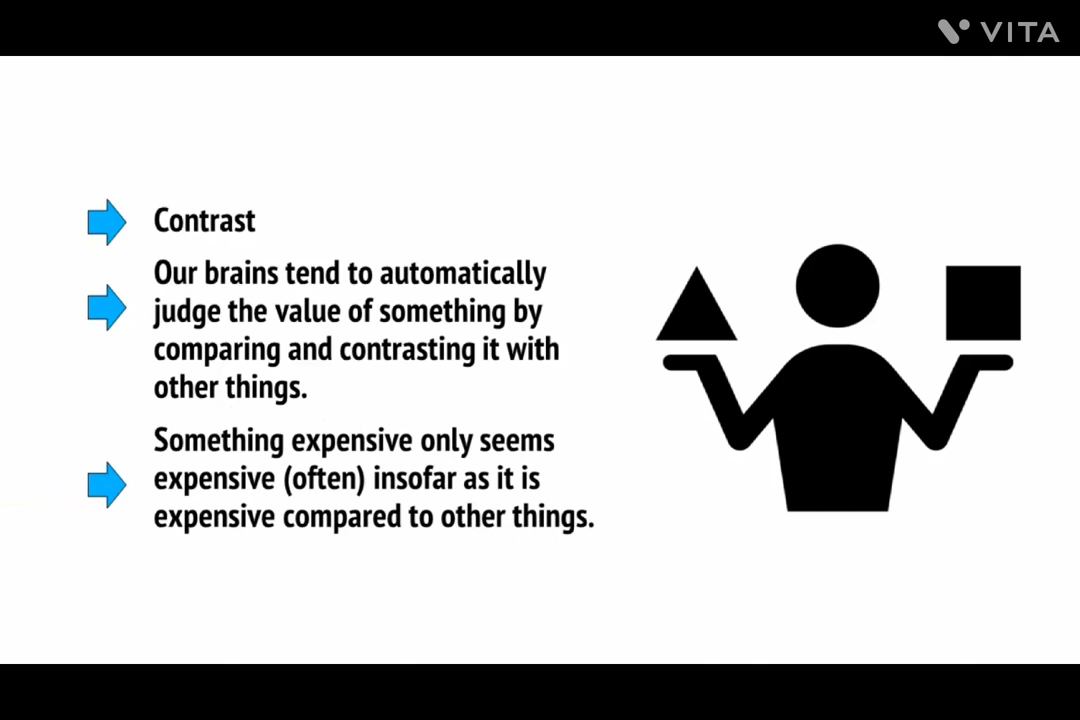 VITA
Contrast
Our brains tend to automatically
judge the value of something by
comparing and contrasting it with
other things.
Something expensive only seems
expensive (often) insofar as it is
expensive compared to other things.